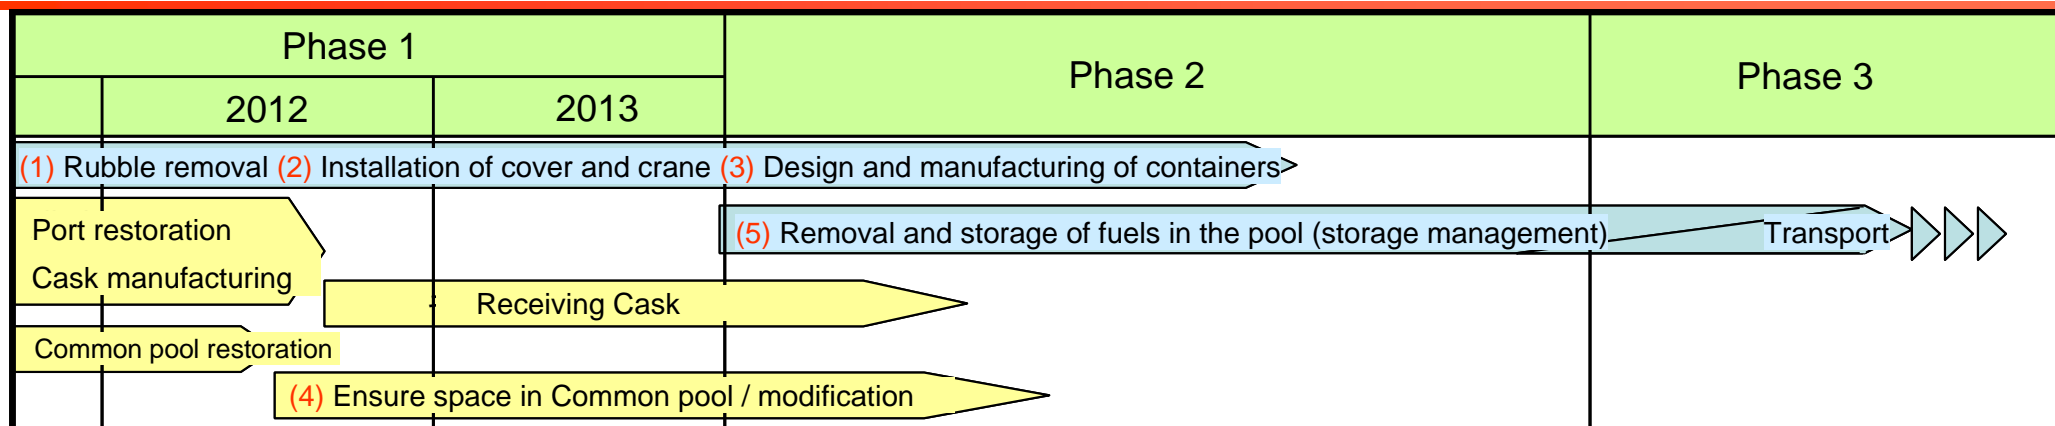 Phase 1
Phase 2
Phase 3
2012
2013
(1) Rubble removal (2) Installation of cover and crane (3) Design and manufacturing of containers
Port restoration
(5) Removal and storage of fuels in the pool (storage management)
Transport
Cask manufacturing
Receiving Cask
Common pool restoration
(4) Ensure space in Common pool / modification